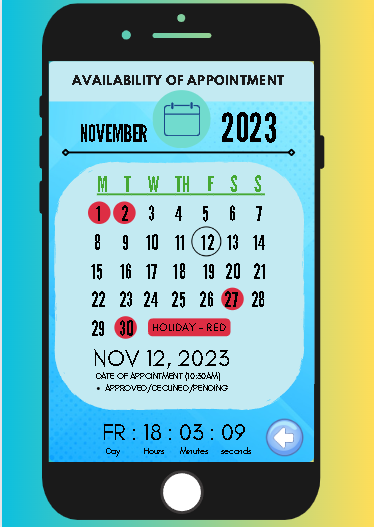 AVAILABILITY OF APPOINTMENT
NOVEMBER 2023
M T W TH F S S
1 2 3 4 5 6 7
8 9 10 11 12 13 14
15 16 17 18 19 20 21
22 23 24 25 26 27 28
29 30 HOLIDAY - RED
NOV 12, 2023
DATE OF APPOINTMENT (10:30AM)
• APPROVED/DECLINED/PENDING
FR : 18 : 03 : 09
Day Hours Minutes seconds